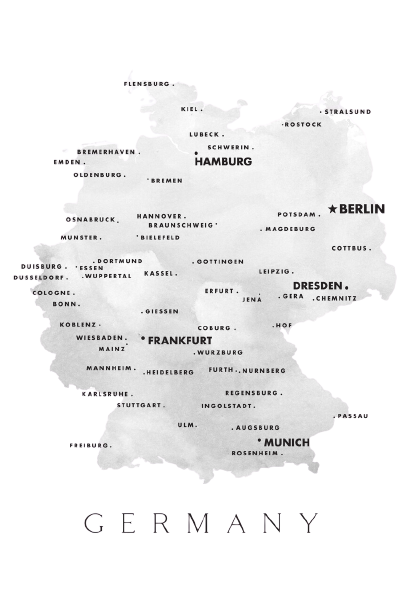 FLENSBURG
KIEL
STRALSUND
ROSTOCK
LUBECK
SCHWERIN
BREMERHAVEN
HAMBURG
EMDEN
OLDENBURG
BREMEN
BERLIN
POTSDAM
HANNOVER
OSNABRUCK
BRAUNSCHWEIG
MAGDEBURG
MUNSTER
BIELEFELD
COTTBUS
DORTMUND
GOTTINGEN
DUISBURG
ESSEN
KASSEL
LEIPZIG
DUSSELDORF
WUPPERTAL
DRESDEN
COLOGNE
ERFURT
JENA
GERA
CHEMNITZ
BONN
GIESSEN
KOBLENZ
COBURG
HOF
WIESBADEN
FRANKFURT
MAINZ
WURZBURG
MANNHEIM
HEIDELBERG
FURTH
NURNBERG
KARLSRUHE
REGENSBURG
STUTTGART
INGOLSTADT
PASSAU
ULM
AUGSBURG
FREIBURG
MUNICH
ROSENHEIM
GERMANY